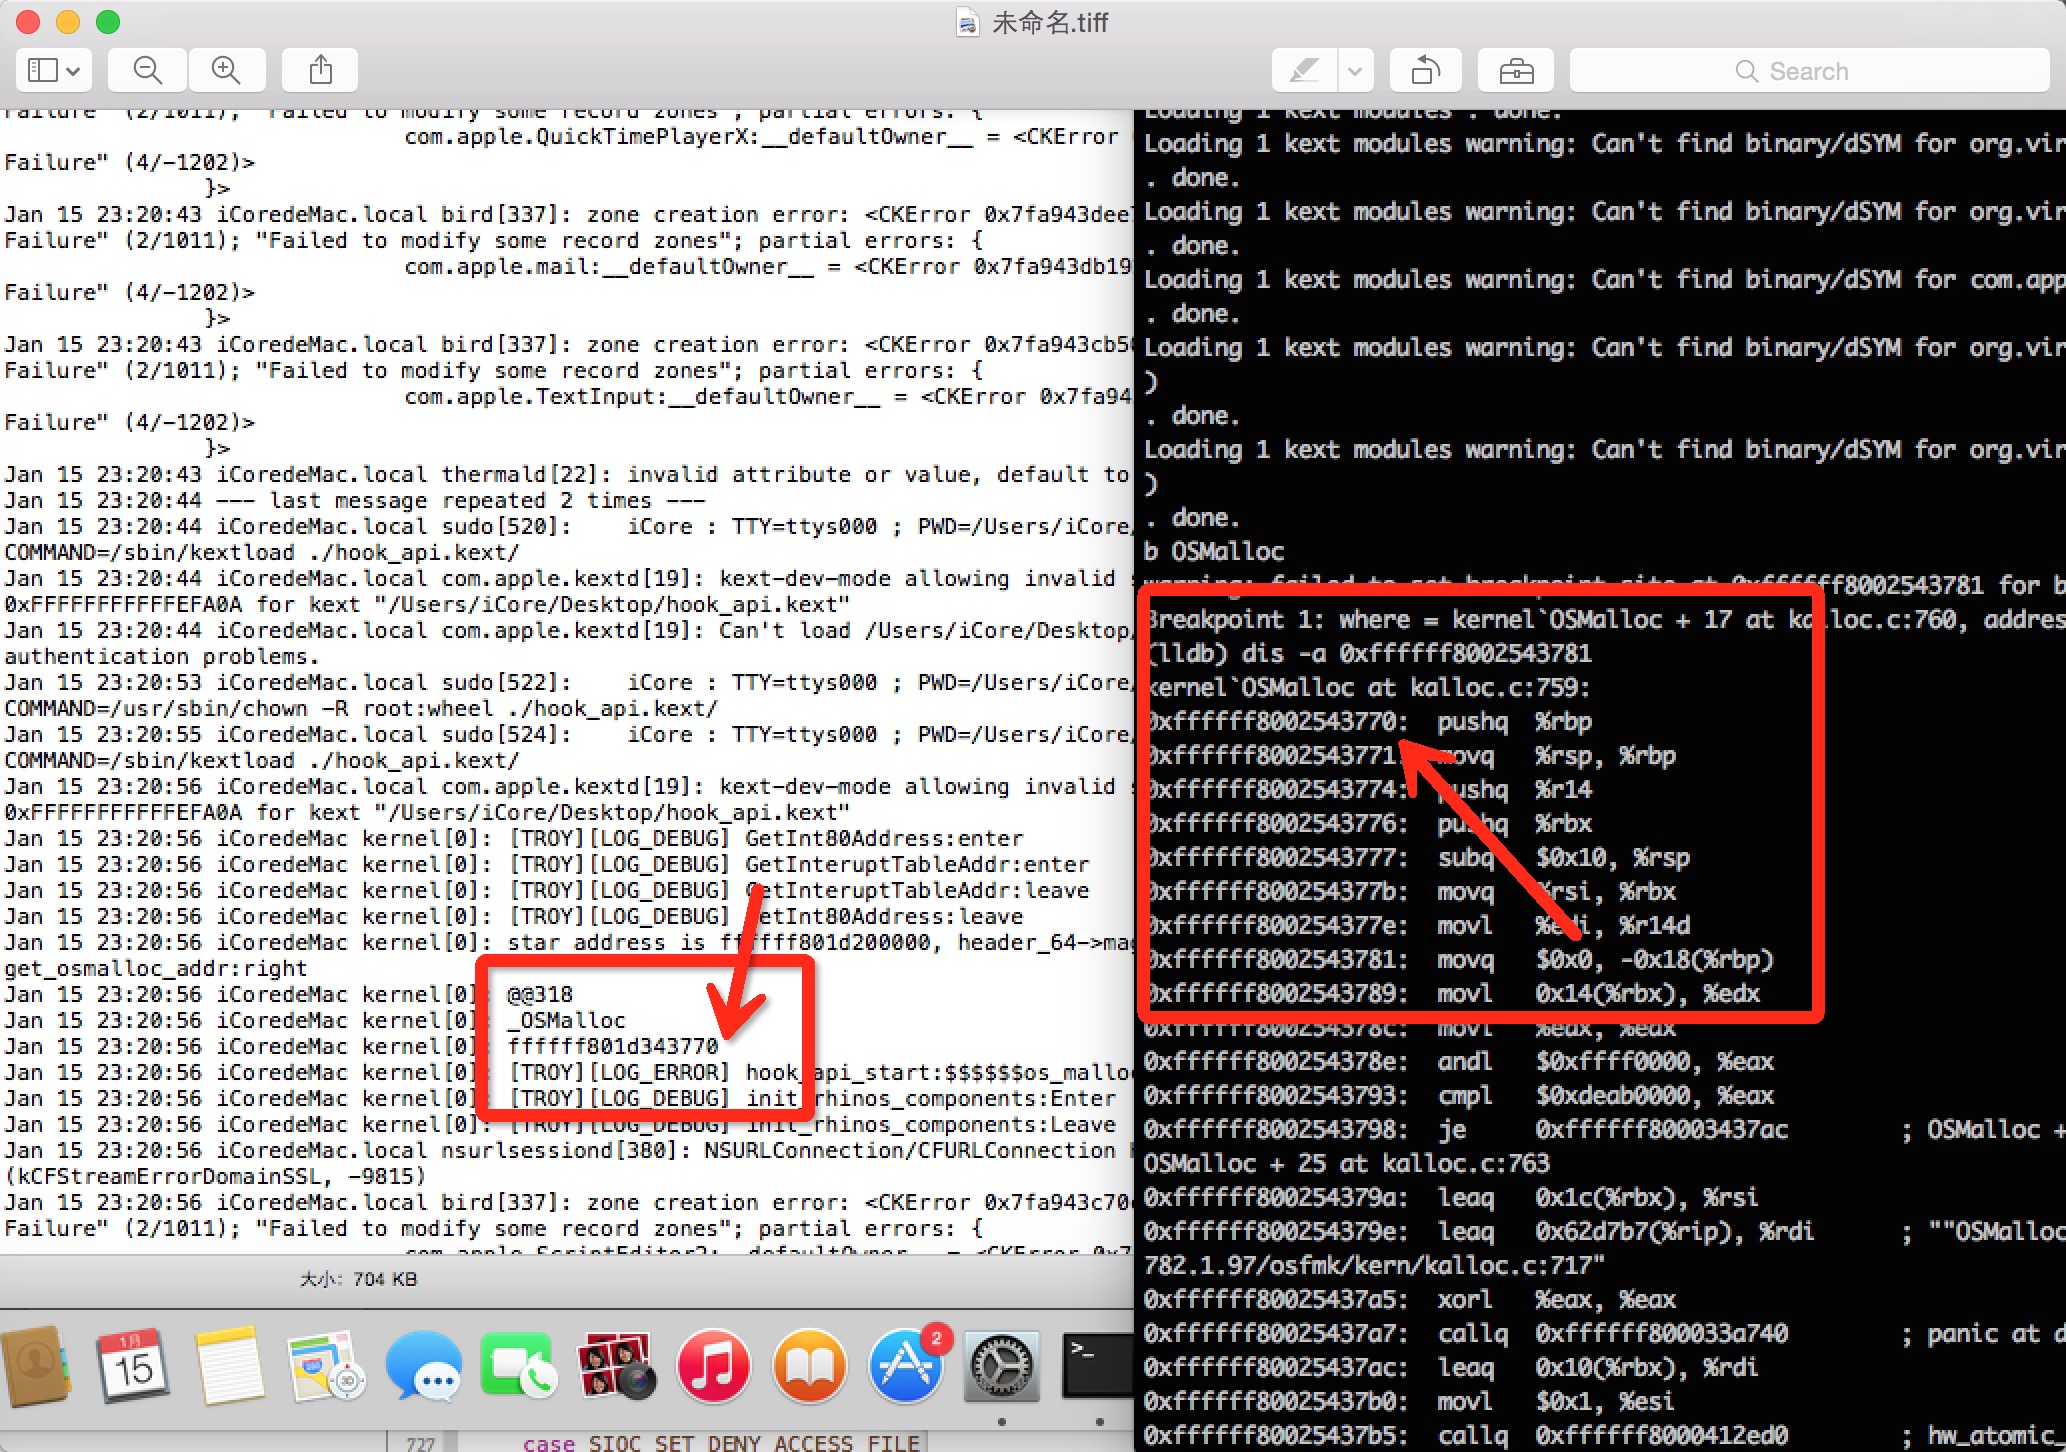 未命名.tiff
Search
Failure" (2/1011); "Failed to modify some record zones"; partial errors: {
com.apple.QuickTimePlayerX:__defaultOwner__ = <CKError
Failure" (4/-1202)>
}>
Jan 15 23:20:43 iCoredeMac.local bird[337]: zone creation error: <CKError 0x7fa943dee
Failure" (2/1011); "Failed to modify some record zones"; partial errors: {
com.apple.mail:__defaultOwner__ = <CKError 0x7fa943db19
Failure" (4/-1202)>
}>
Jan 15 23:20:43 iCoredeMac.local bird[337]: zone creation error: <CKError 0x7fa943cb5
Failure" (2/1011); "Failed to modify some record zones"; partial errors: {
com.apple.TextInput:__defaultOwner__ = <CKError 0x7fa94
Failure" (4/-1202)>
}>
Jan 15 23:20:43 iCoredeMac.local thermald[22]: invalid attribute or value, default to
Jan 15 23:20:44 --- last message repeated 2 times ---
Jan 15 23:20:44 iCoredeMac.local sudo[520]:    iCore : TTY=ttys000 ; PWD=/Users/iCore/
COMMAND=/sbin/kextload ./hook_api.kext/
Jan 15 23:20:44 iCoredeMac.local com.apple.kextd[19]: kext-dev-mode allowing invalid
0xFFFFFFFFFFFEFA0A for kext "/Users/iCore/Desktop/hook_api.kext"
Jan 15 23:20:44 iCoredeMac.local com.apple.kextd[19]: Can't load /Users/iCore/Desktop/
authentication problems.
Jan 15 23:20:53 iCoredeMac.local sudo[522]:    iCore : TTY=ttys000 ; PWD=/Users/iCore/
COMMAND=/usr/sbin/chown -R root:wheel ./hook_api.kext/
Jan 15 23:20:55 iCoredeMac.local sudo[524]:    iCore : TTY=ttys000 ; PWD=/Users/iCore/
COMMAND=/sbin/kextload ./hook_api.kext/
Jan 15 23:20:56 iCoredeMac.local com.apple.kextd[19]: kext-dev-mode allowing invalid
0xFFFFFFFFFFFEFA0A for kext "/Users/iCore/Desktop/hook_api.kext"
Jan 15 23:20:56 iCoredeMac kernel[0]: [TROY][LOG_DEBUG] GetInt80Address:enter
Jan 15 23:20:56 iCoredeMac kernel[0]: [TROY][LOG_DEBUG] GetInteruptTableAddr:enter
Jan 15 23:20:56 iCoredeMac kernel[0]: [TROY][LOG_DEBUG] GetInteruptTableAddr:leave
Jan 15 23:20:56 iCoredeMac kernel[0]: [TROY][LOG_DEBUG] GetInt80Address:leave
Jan 15 23:20:56 iCoredeMac kernel[0]: star address is ffffff801d200000, header_64->mag
get_osmalloc_addr:right
Jan 15 23:20:56 iCoredeMac kernel[0]: @@318
Jan 15 23:20:56 iCoredeMac kernel[0]: _OSMalloc
Jan 15 23:20:56 iCoredeMac kernel[0]: ffffff801d343770
Jan 15 23:20:56 iCoredeMac kernel[0]: [TROY][LOG_ERROR] hook_api_start:$$$$$$os_malloc
Jan 15 23:20:56 iCoredeMac kernel[0]: [TROY][LOG_DEBUG] init_rhinos_components:Enter
Jan 15 23:20:56 iCoredeMac kernel[0]: [TROY][LOG_DEBUG] init_rhinos_components:Leave
Jan 15 23:20:56 iCoredeMac.local nsurlsessiond[380]: NSURLConnection/CFURLConnection
(kCFStreamErrorDomainSSL, -9815)
Jan 15 23:20:56 iCoredeMac.local bird[337]: zone creation error: <CKError 0x7fa943c70
Failure" (2/1011); "Failed to modify some record zones"; partial errors: {
com.apple.ScriptEditor2:__defaultOwner__ = <CKError 0x7
大小: 704 KB
1月
15
2
727 case SIOC_SET_DENY_ACCESS_FILE
Loading 1 kext modules . done.
Loading 1 kext modules warning: Can't find binary/dSYM for org.vir
. done.
Loading 1 kext modules warning: Can't find binary/dSYM for org.vir
. done.
Loading 1 kext modules warning: Can't find binary/dSYM for com.app
. done.
Loading 1 kext modules warning: Can't find binary/dSYM for org.vir
)
. done.
Loading 1 kext modules warning: Can't find binary/dSYM for org.vir
)
. done.
b OSMalloc
warning: failed to set breakpoint site at 0xffffff8002543781 for b
Breakpoint 1: where = kernel`OSMalloc + 17 at kalloc.c:760, addres
(lldb) dis -a 0xffffff8002543781
kernel`OSMalloc at kalloc.c:759:
0xffffff8002543770:  pushq  %rbp
0xffffff8002543771:  movq   %rsp, %rbp
0xffffff8002543774:  pushq  %r14
0xffffff8002543776:  pushq  %rbx
0xffffff8002543777:  subq   $0x10, %rsp
0xffffff800254377b:  movq   %rsi, %rbx
0xffffff800254377e:  movl   %edi, %r14d
0xffffff8002543781:  movq   $0x0, -0x18(%rbp)
0xffffff8002543789:  movl   0x14(%rbx), %edx
0xffffff800254378c:  movl   %edx, %eax
0xffffff800254378e:  andl   $0xffff0000, %eax
0xffffff8002543793:  cmpl   $0xdeab0000, %eax
0xffffff8002543798:  je     0xffffff80003437ac        ; OSMalloc +
OSMalloc + 25 at kalloc.c:763
0xffffff800254379a:  leaq   0x1c(%rbx), %rsi
0xffffff800254379e:  leaq   0x62d7b7(%rip), %rdi      ; ""OSMalloc
782.1.97/osfmk/kern/kalloc.c:717"
0xffffff80025437a5:  xorl   %eax, %eax
0xffffff80025437a7:  callq  0xffffff800033a740        ; panic at d
0xffffff80025437ac:  leaq   0x10(%rbx), %rdi
0xffffff80025437b0:  movl   $0x1, %esi
0xffffff80025437b5:  callq  0xffffff8000412ed0        ; hw_atomic_